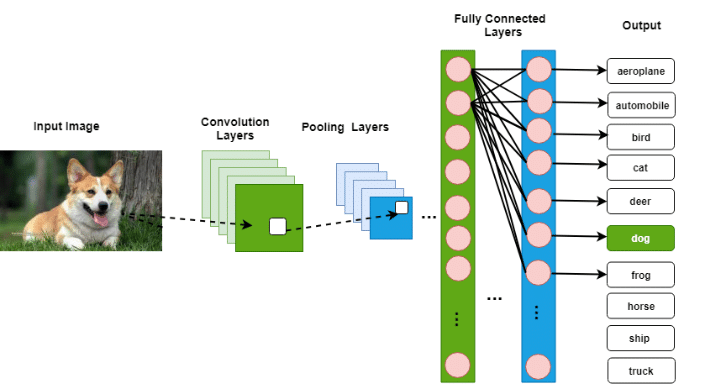 Fully Connected
Layers
Output
Input Image
Convolution
Layers
Pooling Layers
aeroplane
automobile
bird
cat
deer
dog
frog
horse
ship
truck
...
...